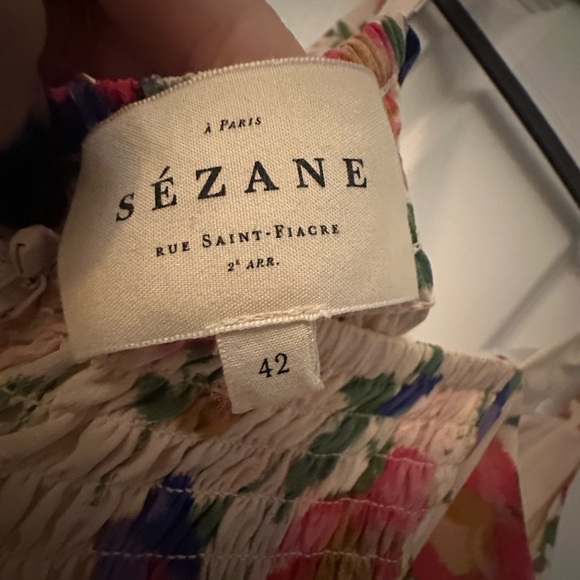 À PARIS
SÉZANE
RUE SAINT-FIACRE
2E ARR.
42